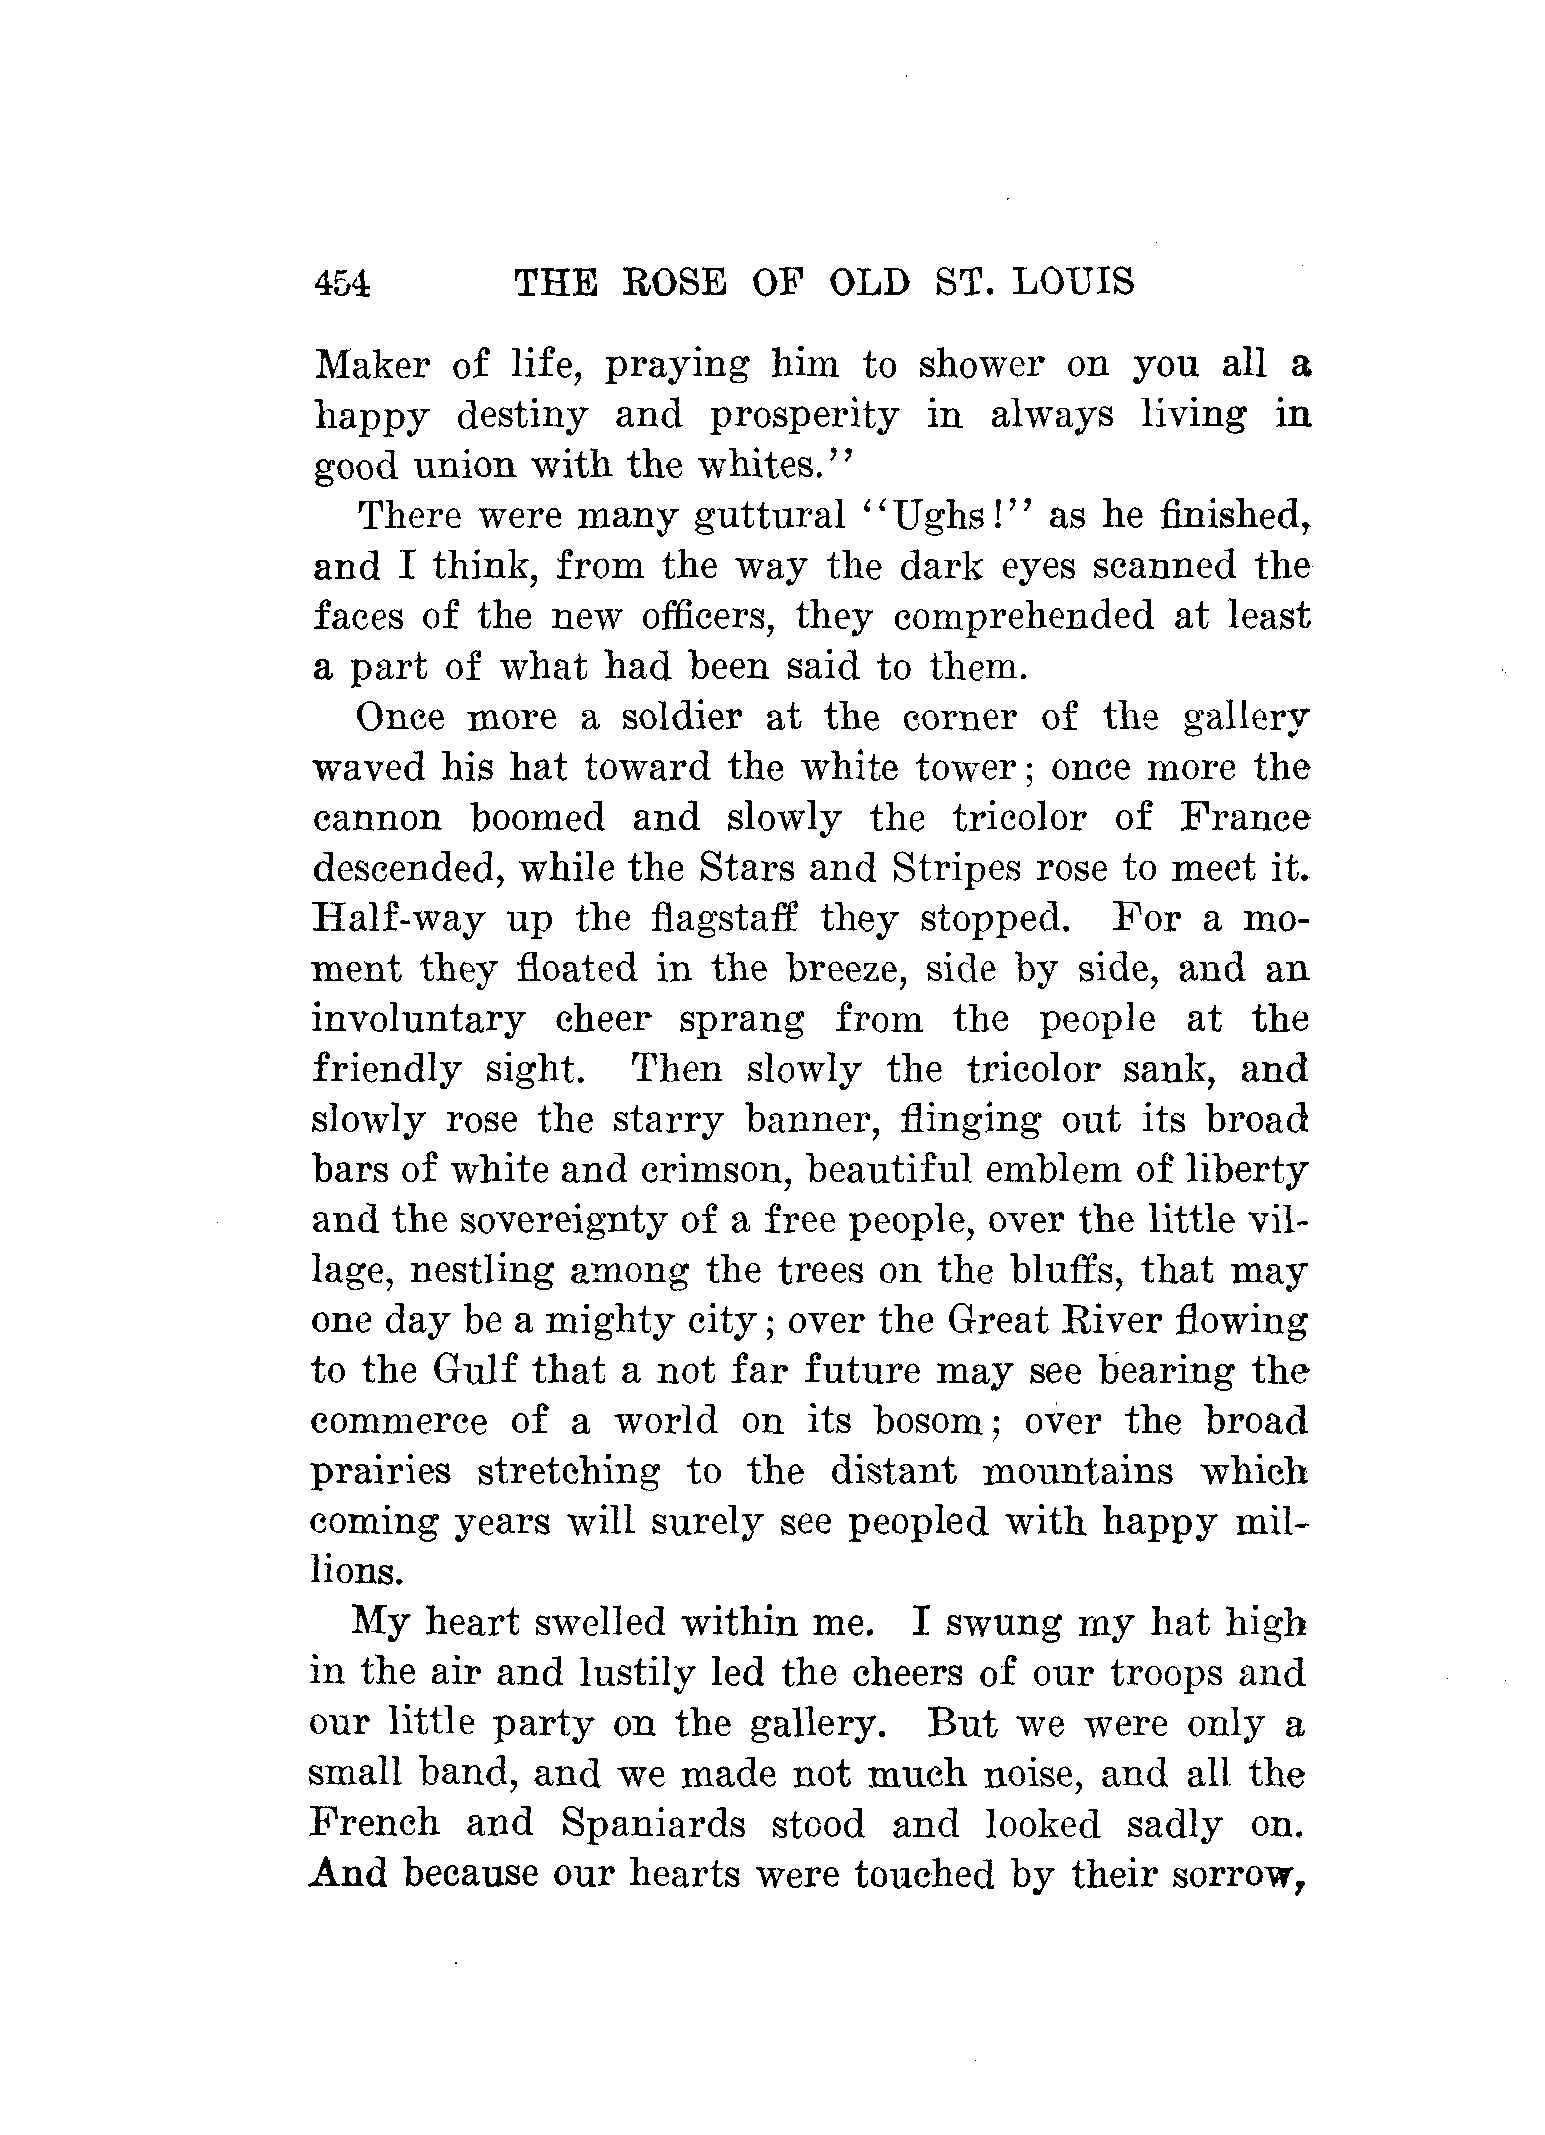 454 THE ROSE OF OLD ST. LOUIS
Maker of life, praying him to shower on you all a
happy destiny and prosperity in always living in
good union with the whites.''
There were many guttural ''Ughs!'' as he finished,
and I think, from the way the dark eyes scanned the
faces of the new officers, they comprehended at least
a part of what had been said to them.
Once more a soldier at the corner of the gallery
waved his hat toward the white tower; once more the
cannon boomed and slowly the tricolor of France
descended, while the Stars and Stripes rose to meet it.
Half-way up the flagstaff they stopped. For a mo-
ment they floated in the breeze, side by side, and an
involuntary cheer sprang from the people at the
friendly sight. Then slowly the tricolor sank, and
slowly rose the starry banner, flinging out its broad
bars of white and crimson, beautiful emblem of liberty
and the sovereignty of a free people, over the little vil-
lage, nestling among the trees on the bluffs, that may
one day be a mighty city; over the Great River flowing
to the Gulf that a not far future may see bearing the
commerce of a world on its bosom; over the broad
prairies stretching to the distant mountains which
coming years will surely see peopled with happy mil-
lions.
My heart swelled within me. I swung my hat high
in the air and lustily led the cheers of our troops and
our little party on the gallery. But we were only a
small band, and we made not much noise, and all the
French and Spaniards stood and looked sadly on.
And because our hearts were touched by their sorrow,